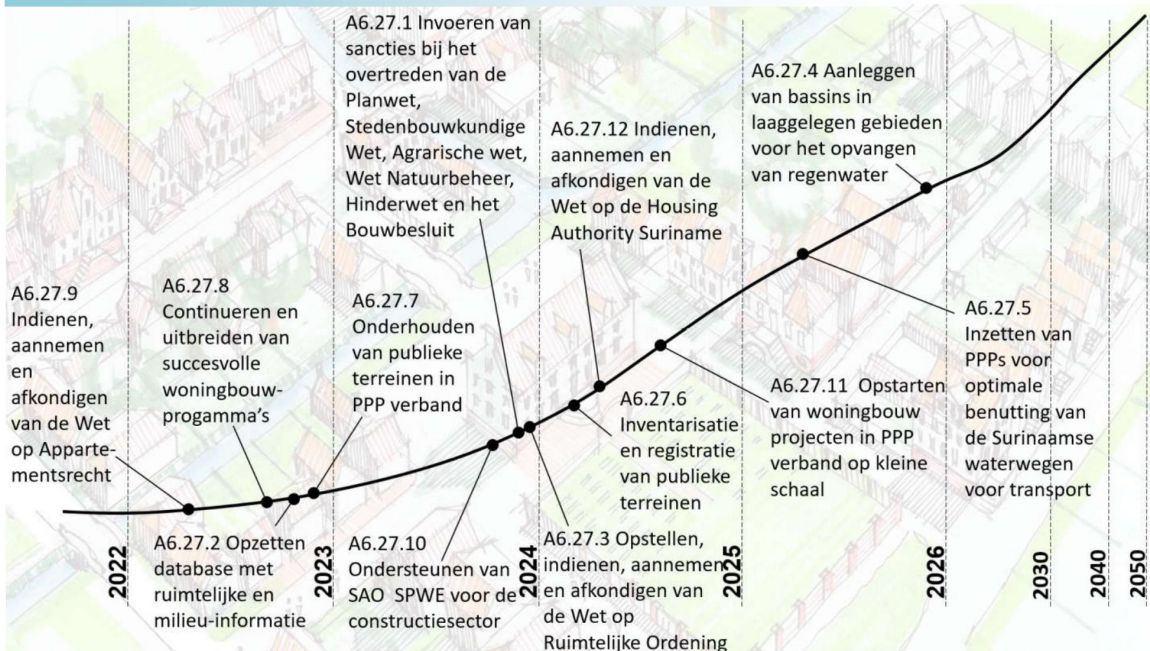 A6.27.1 Invoeren van
sancties bij het
overtreden van de
Planwet,
Stedenbouwkundige
Wet, Agrarische wet,
Wet Natuurbeheer,
Hinderwet en het
Bouwbesluit
A6.27.4 Aanleggen
van bassins in
laaggelegen gebieden
voor het opvangen
van regenwater
A6.27.12 Indienen,
aannemen en
afkondigen van de
Wet op de Housing
Authority Suriname
A6.27.9
Indienen,
aannemen
en
afkondigen
van de Wet
op Apparte-
mentsrecht
A6.27.8
Continueren en
uitbreiden van
succesvolle
woningbouw-
progamma's
A6.27.7
Onderhouden
van publieke
terreinen in
PPP verband
A6.27.6
Inventarisatie
en registratie
van publieke
terreinen
A6.27.11 Opstarten
van woningbouw
projecten in PPP
verband op kleine
schaal
A6.27.5
Inzetten van
PPPs voor
optimale
benutting van
de Surinaamse
waterwegen
voor transport
A6.27.2 Opzetten
database met
ruimtelijke en
milieu-informatie
A6.27.10
Ondersteunen van
SAO SPWE voor de
constructiesector
A6.27.3 Opstellen,
indienen, aannemen
en afkondigen van
de Wet op
Ruimtelijke Ordening
2022
2023
2024
2025
2026
2030
2040
2050